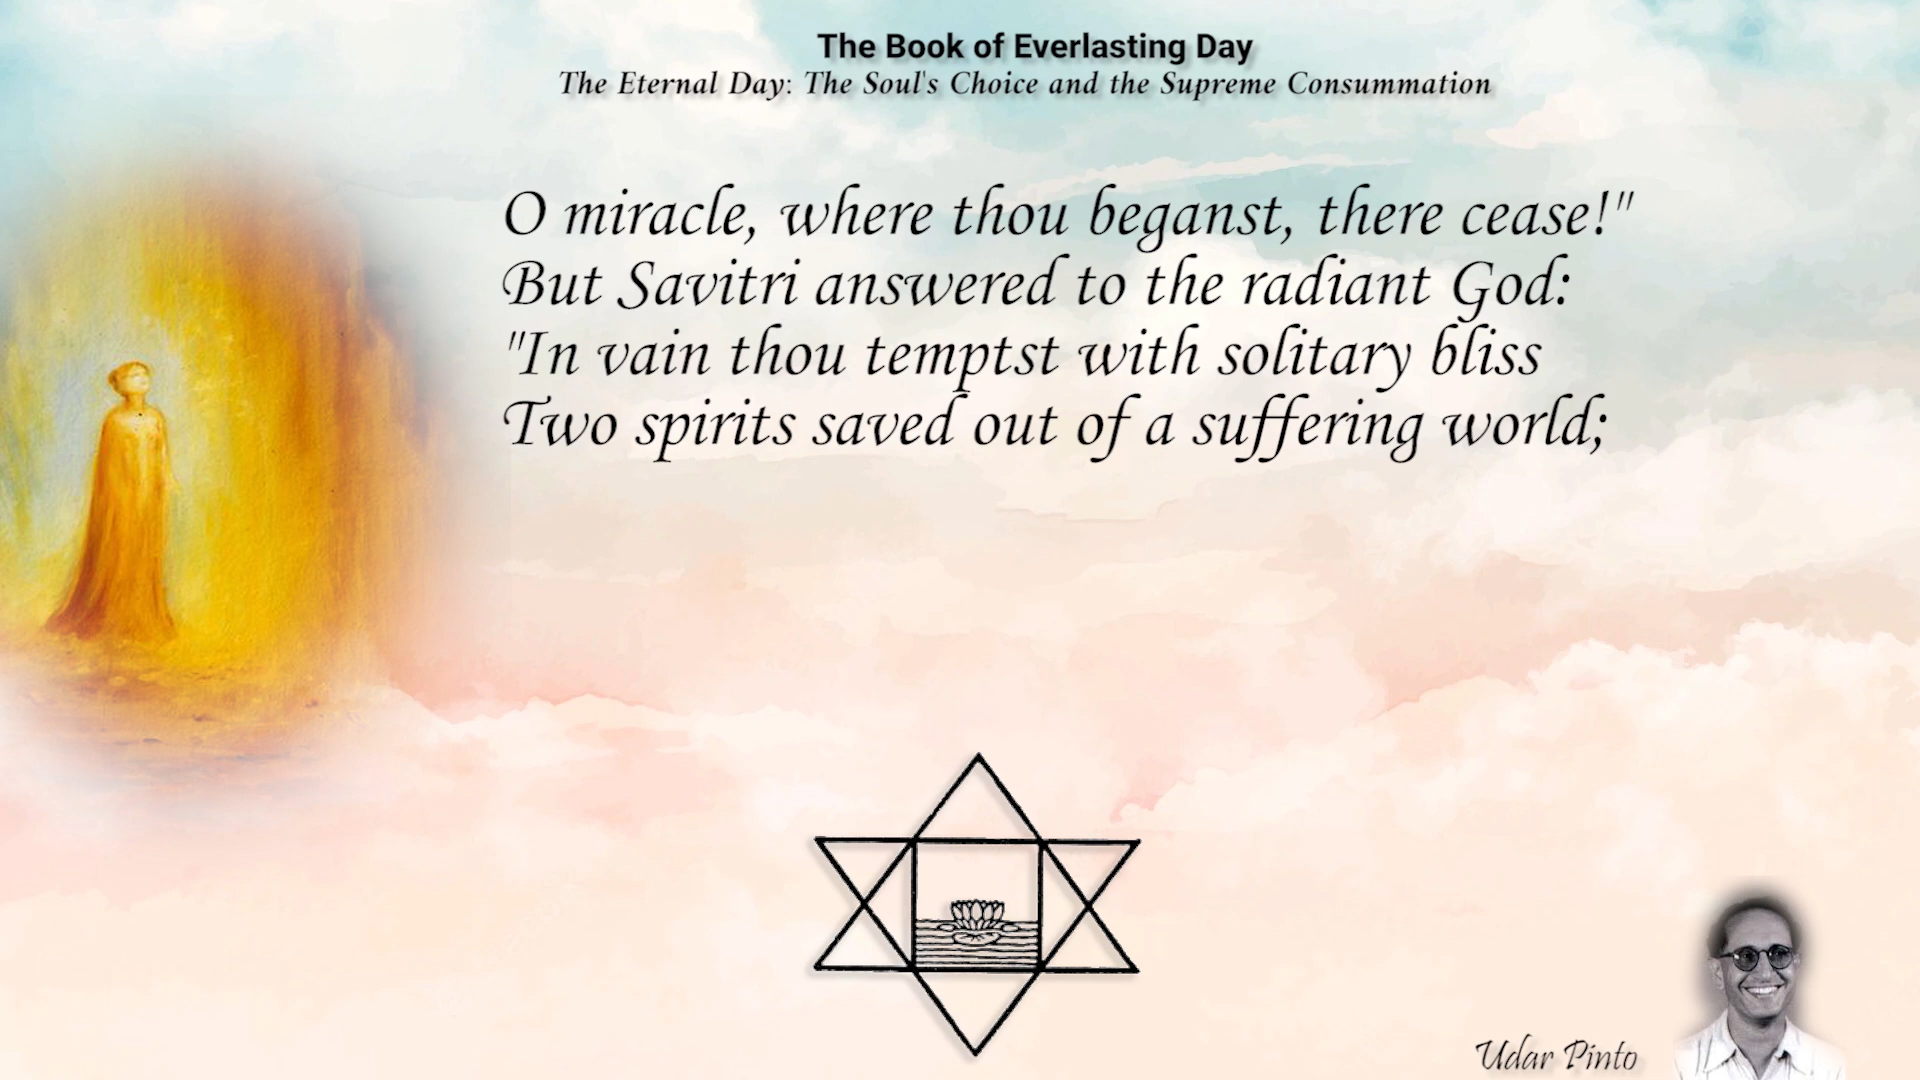 The Book of Everlasting Day
The Eternal Day: The Soul's Choice and the Supreme Consummation
O miracle, where thou beganst, there cease!"
But Savitri answered to the radiant God:
"In vain thou temptst with solitary bliss
Two spirits saved out of a suffering world;
Udar Pinto